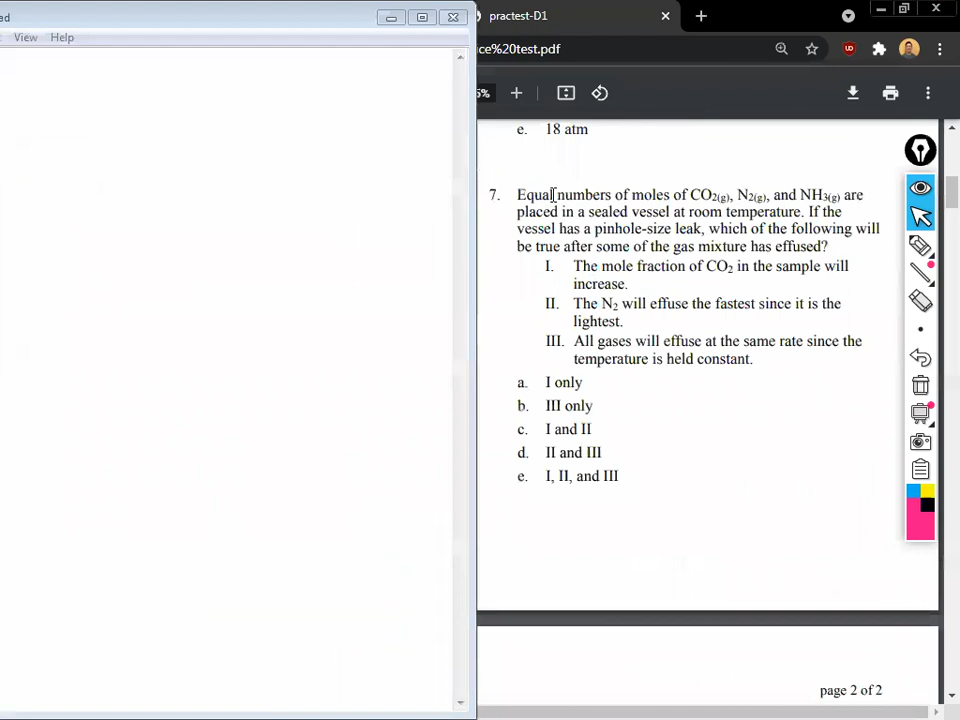 ad
View Help
practest-D1
ice%20test.pdf
5%
e. 18 atm
7. Equal numbers of moles of CO2(g), N2(g), and NH3(g) are
placed in a sealed vessel at room temperature. If the
vessel has a pinhole-size leak, which of the following will
be true after some of the gas mixture has effused?
I. The mole fraction of CO2 in the sample will
increase.
II. The N2 will effuse the fastest since it is the
lightest.
III. All gases will effuse at the same rate since the
temperature is held constant.
a. I only
b. III only
c. I and II
d. II and III
e. I, II, and III
page 2 of 2